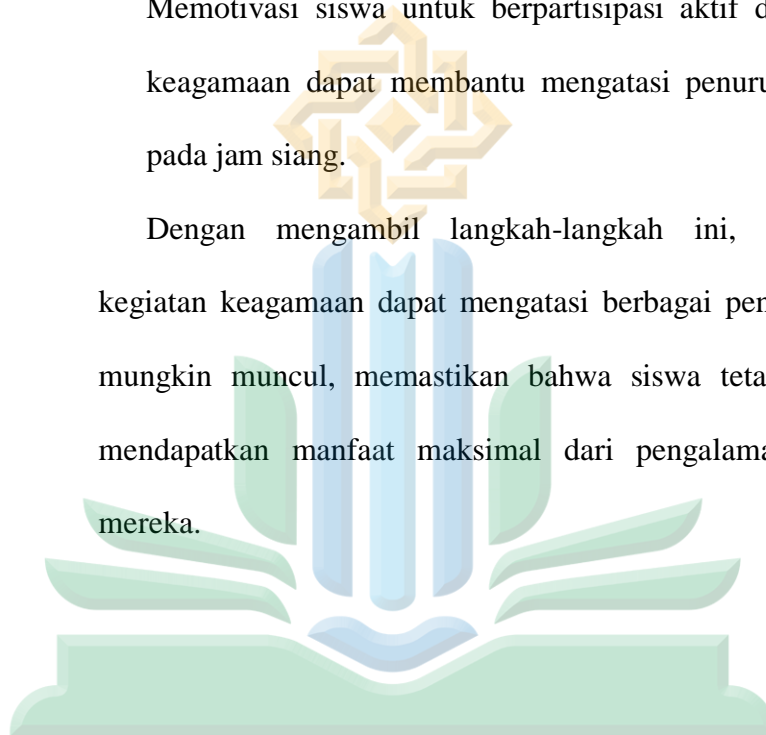 Memotivasi siswa untuk berpartisipasi aktif
keagamaan dapat membantu mengatasi
pada jam siang.
Dengan mengambil langkah-langkah ini,
kegiatan keagamaan dapat mengatasi berbagai
mungkin muncul, memastikan bahwa siswa
mendapatkan manfaat maksimal dari
mereka.